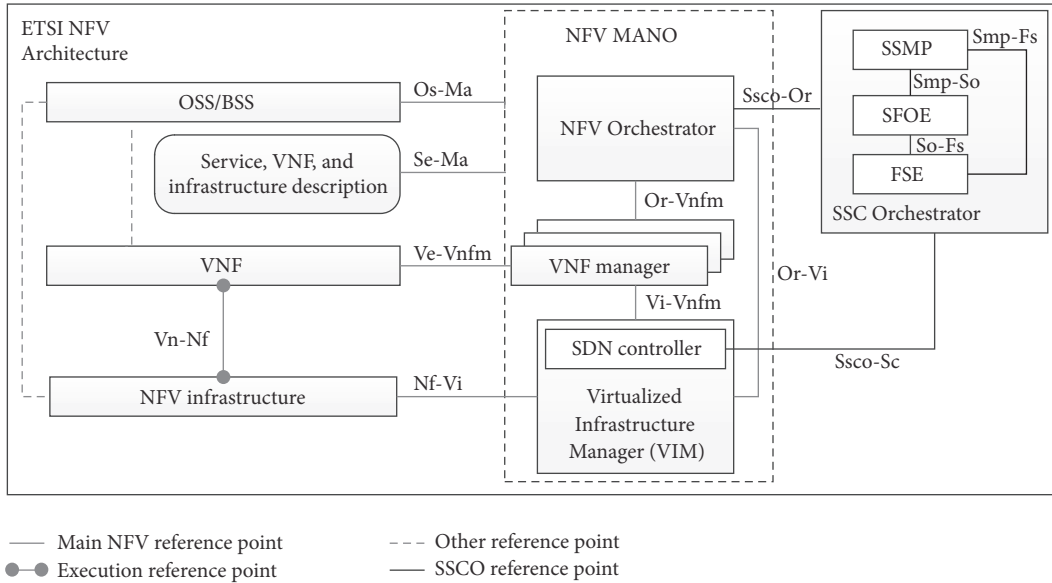 ETSI NFV
Architecture
NFV MANO
OSS/BSS
Os-Ma
Service, VNF, and
infrastructure description
Se-Ma
NFV Orchestrator
Ssco-Or
SSMP
Smp-Fs
Smp-So
SFOE
So-Fs
FSE
SSC Orchestrator
Or-Vnfm
VNF
Ve-Vnfm
VNF manager
Or-Vi
Vn-Nf
Vi-Vnfm
SDN controller
Ssco-Sc
NFV infrastructure
Nf-Vi
Virtualized
Infrastructure
Manager (VIM)
Main NFV reference point
Execution reference point
Other reference point
SSCO reference point